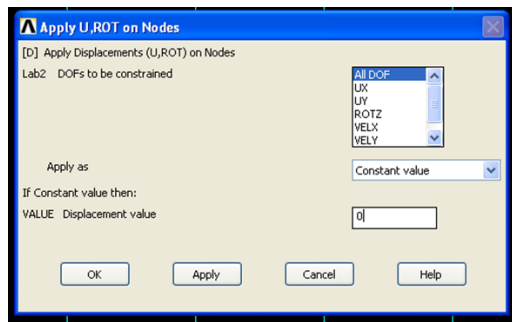 Apply U,ROT on Nodes
[D] Apply Displacements (U,ROT) on Nodes
Lab2 DOFs to be constrained
All DOF
UX
UY
ROTZ
VELX
VELY
Apply as
Constant value
If Constant value then:
VALUE Displacement value
0
OK Apply Cancel Help